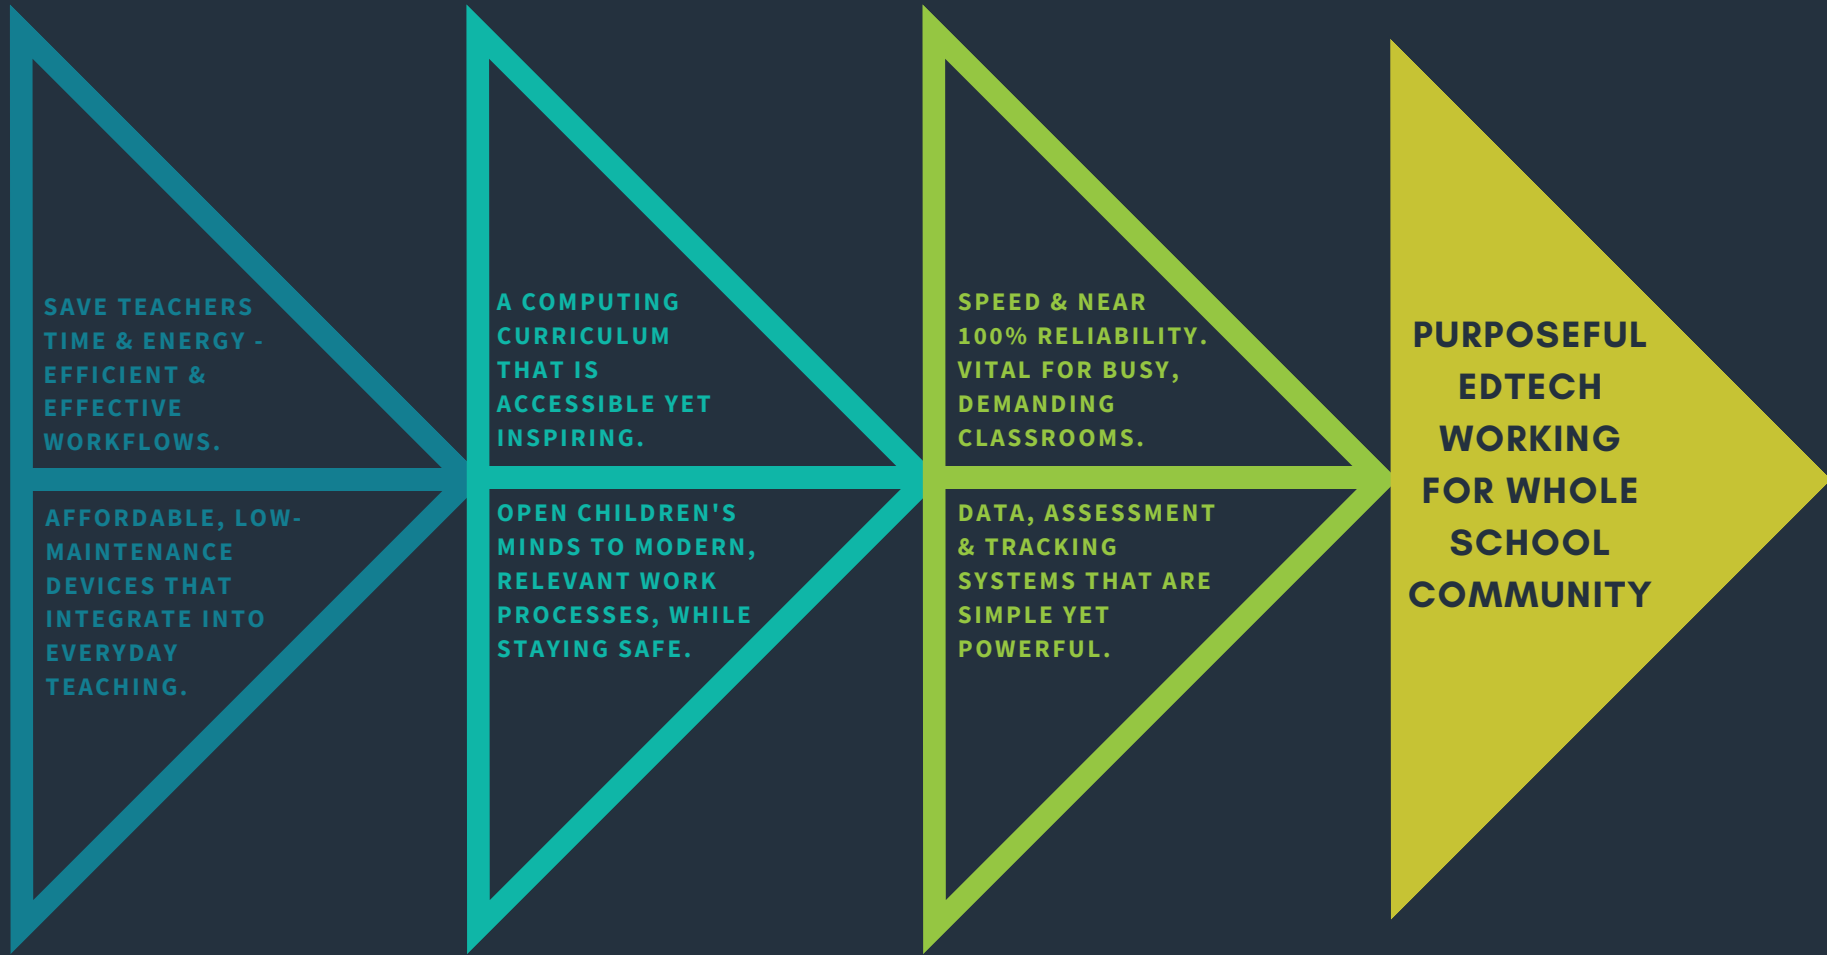 SAVE TEACHERS
TIME & ENERGY -
EFFICIENT &
EFFECTIVE
WORKFLOWS.
AFFORDABLE, LOW-
MAINTENANCE
DEVICES THAT
INTEGRATE INTO
EVERYDAY
TEACHING.
A COMPUTING
CURRICULUM
THAT IS
ACCESSIBLE YET
INSPIRING.
OPEN CHILDREN'S
MINDS TO MODERN,
RELEVANT WORK
PROCESSES, WHILE
STAYING SAFE.
SPEED & NEAR
100% RELIABILITY.
VITAL FOR BUSY,
DEMANDING
CLASSROOMS.
DATA, ASSESSMENT
& TRACKING
SYSTEMS THAT ARE
SIMPLE YET
POWERFUL.
PURPOSEFUL
EDTECH
WORKING
FOR WHOLE
SCHOOL
COMMUNITY